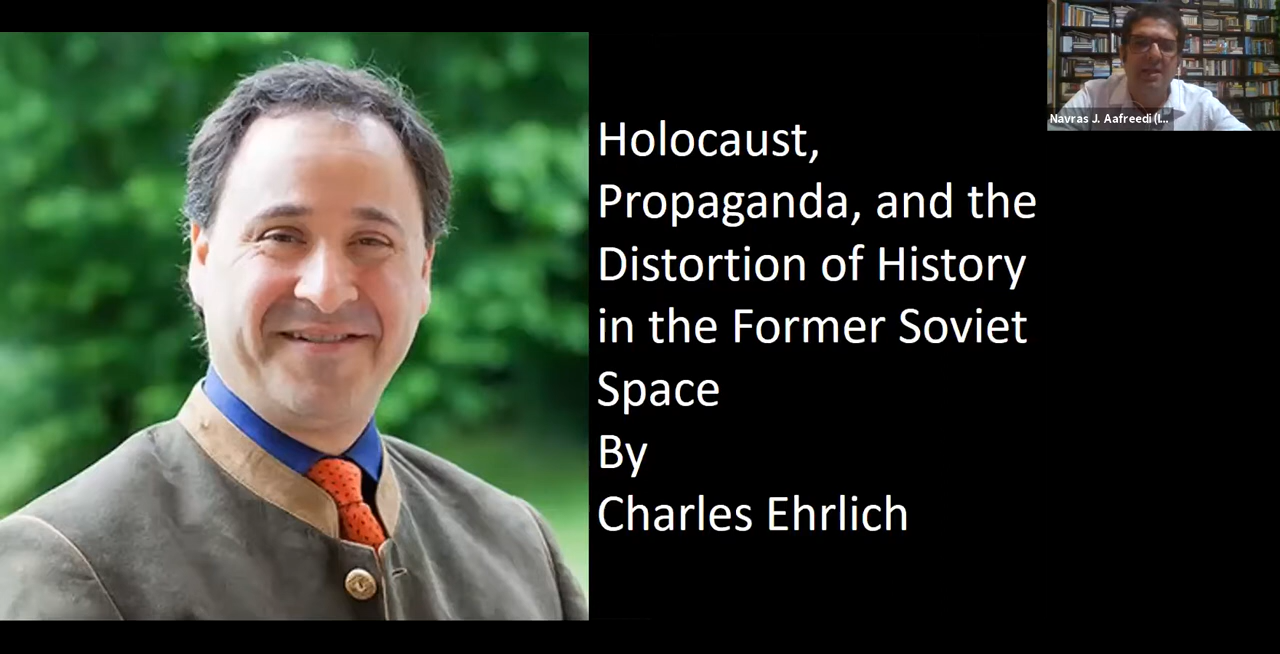 Holocaust,
Propaganda, and the
Distortion of History
in the Former Soviet
Space
By
Charles Ehrlich
Navras J. Aafreedi (I...